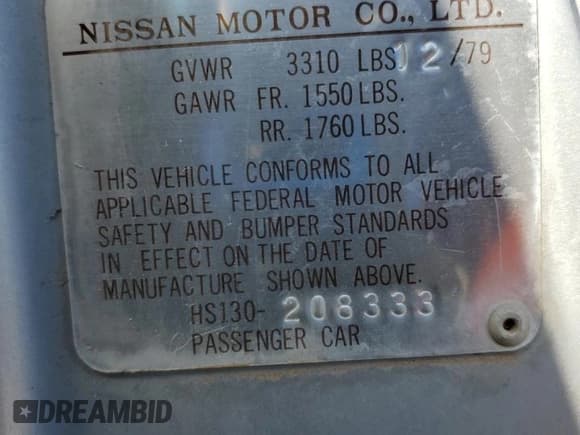 NISSAN MOTOR CO., LTD.
GVWR 3310 LBS 12/79
GAWR FR. 1550 LBS.
RR. 1760 LBS.
THIS VEHICLE CONFORMS TO ALL
APPLICABLE FEDERAL MOTOR VEHICLE
SAFETY AND BUMPER STANDARDS
IN EFFECT ON THE DATE OF
MANUFACTURE SHOWN ABOVE.
HS130-208333
PASSENGER CAR
DREAMBID